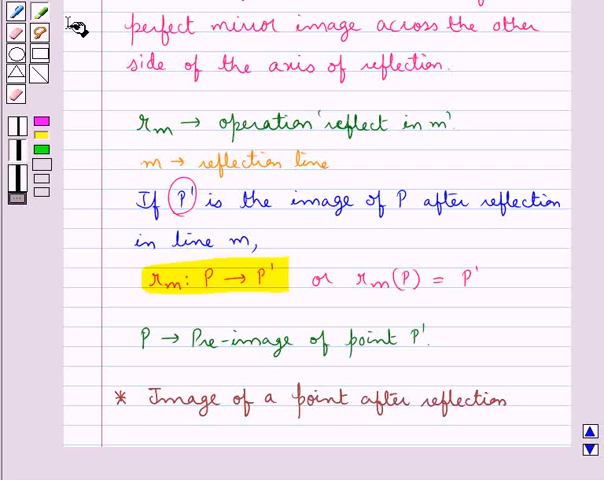 perfect mirror image across the other
side of the axis of reflection.
rm → operation 'reflect in m'.
m → reflection line
If P' is the image of P after reflection
in line m,
rm : P → P' or rm(P) = P'
P → Pre-image of point P'.
* Image of a point after reflection